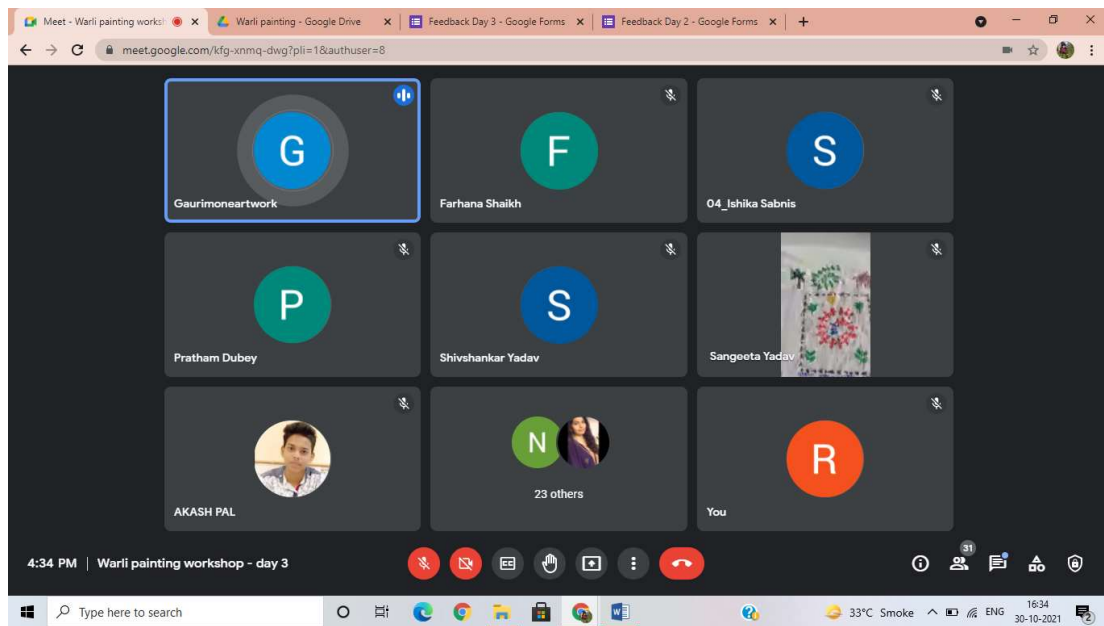 Meet - Warli painting worksh
Warli painting - Google Drive
Feedback Day 3 - Google Forms
Feedback Day 2 - Google Forms
meet.google.com/kfg-xnmq-dwg?pli=1&authuser=8
G
Gaurimoneartwork
F
Farhana Shaikh
S
04_Ishika Sabnis
P
Pratham Dubey
S
Shivshankar Yadav
Sangeeta Yadav
AKASH PAL
N
23 others
R
You
4:34 PM | Warli painting workshop - day 3
CC
31
Type here to search
W
33°C Smoke
ENG
16:34
30-10-2021
2